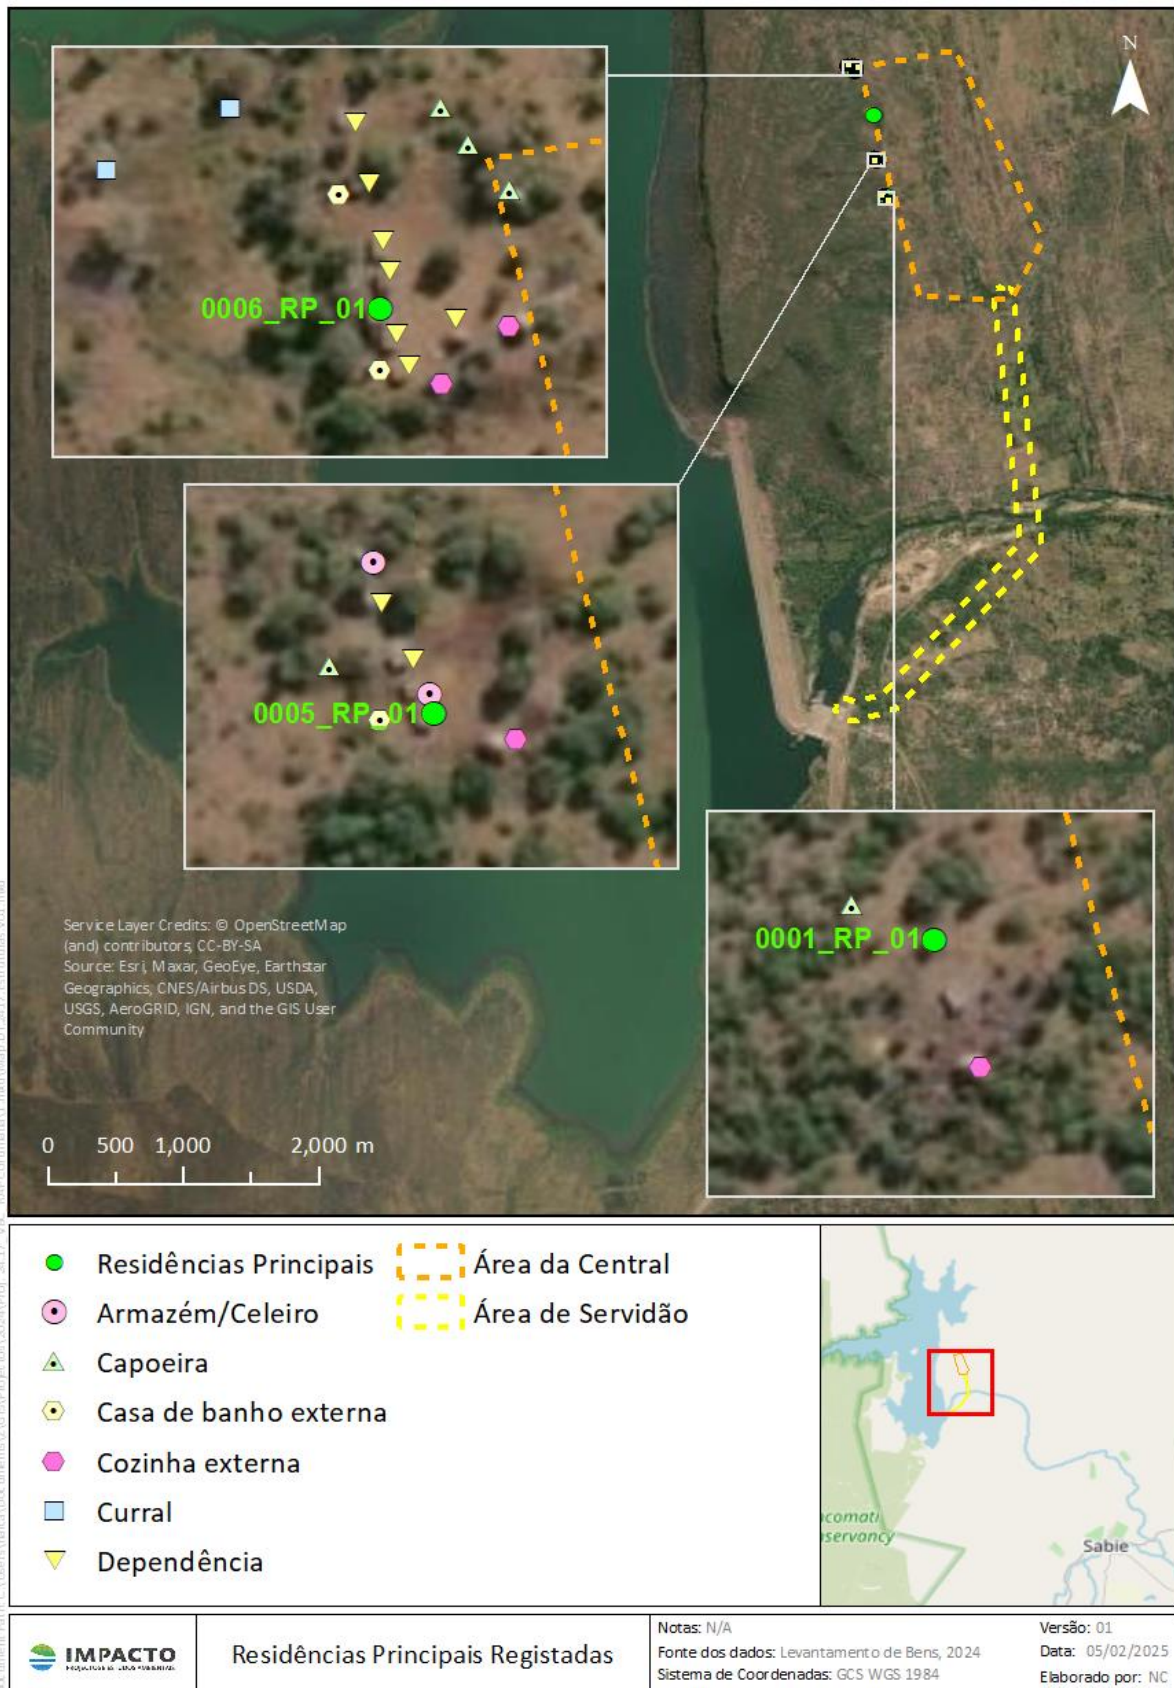 N
0006_RP_01
0005_RP_01
0001_RP_01
Service Layer Credits: © OpenStreetMap
(and) contributors, CC-BY-SA
Source: Esri, Maxar, GeoEye, Earthstar
Geographics, CNES/Airbus DS, USDA,
USGS, AeroGRID, IGN, and the GIS User
Community
0 500 1,000 2,000 m
Residências Principais
Armazém/Celeiro
Capoeira
Casa de banho externa
Cozinha externa
Curral
Dependência
Área da Central
Área de Servidão
Sabie
IMPACTO
Residências Principais Registadas
Notas: N/A
Fonte dos dados: Levantamento de Bens, 2024
Sistema de Coordenadas: GCS WGS 1984
Versão: 01
Data: 05/02/2025
Elaborado por: NC